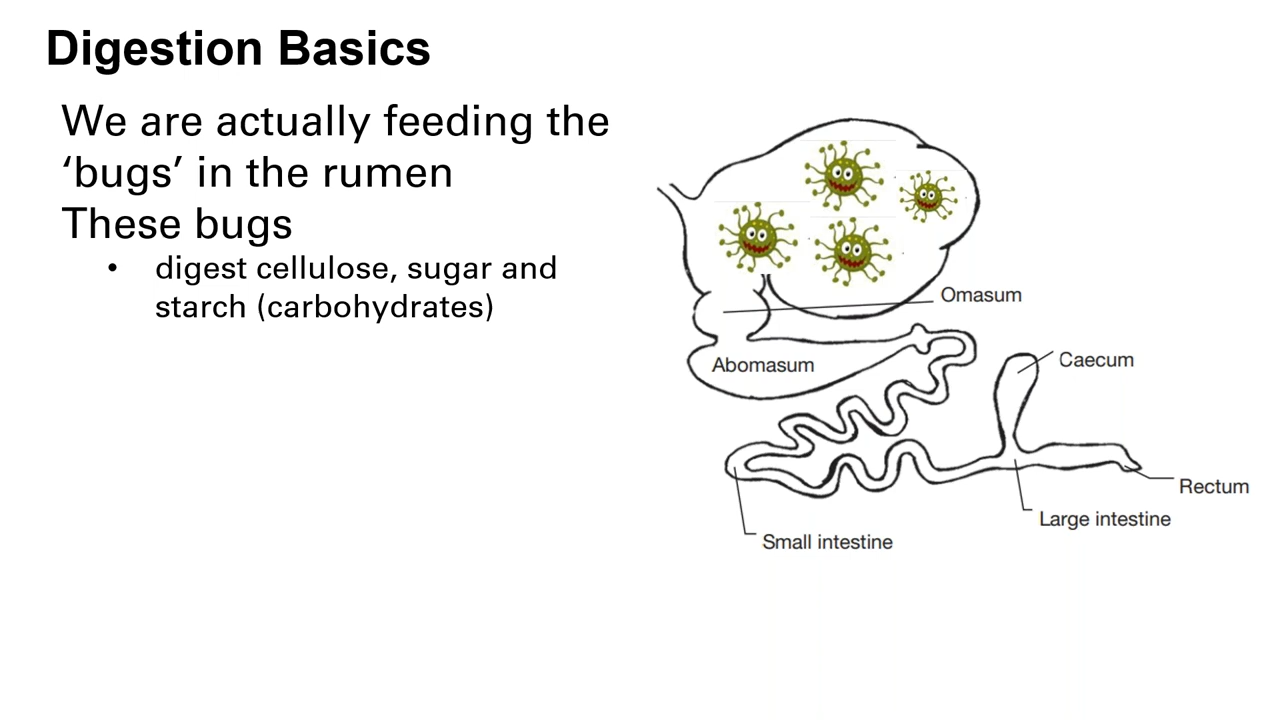 Digestion Basics
We are actually feeding the
‘bugs’ in the rumen
These bugs
• digest cellulose, sugar and
starch (carbohydrates)
Omasum
Abomasum
Caecum
Rectum
Large intestine
Small intestine